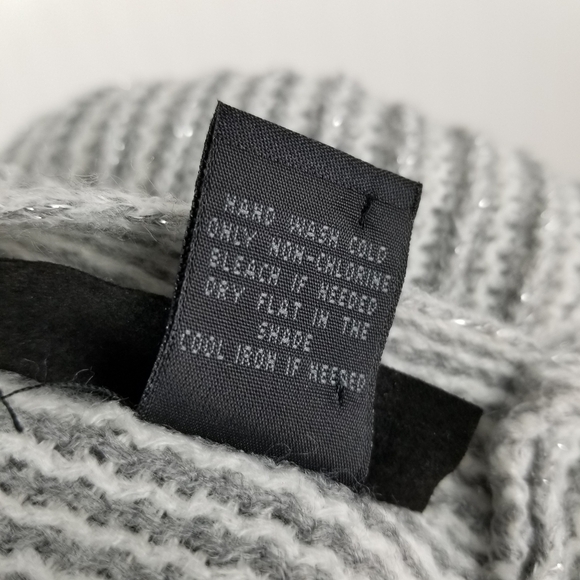 HAND WASH COLD
ONLY NON-CHLORINE
BLEACH IF NEEDED
DRY FLAT IN THE
SHADE
COOL IRON IF NEEDED